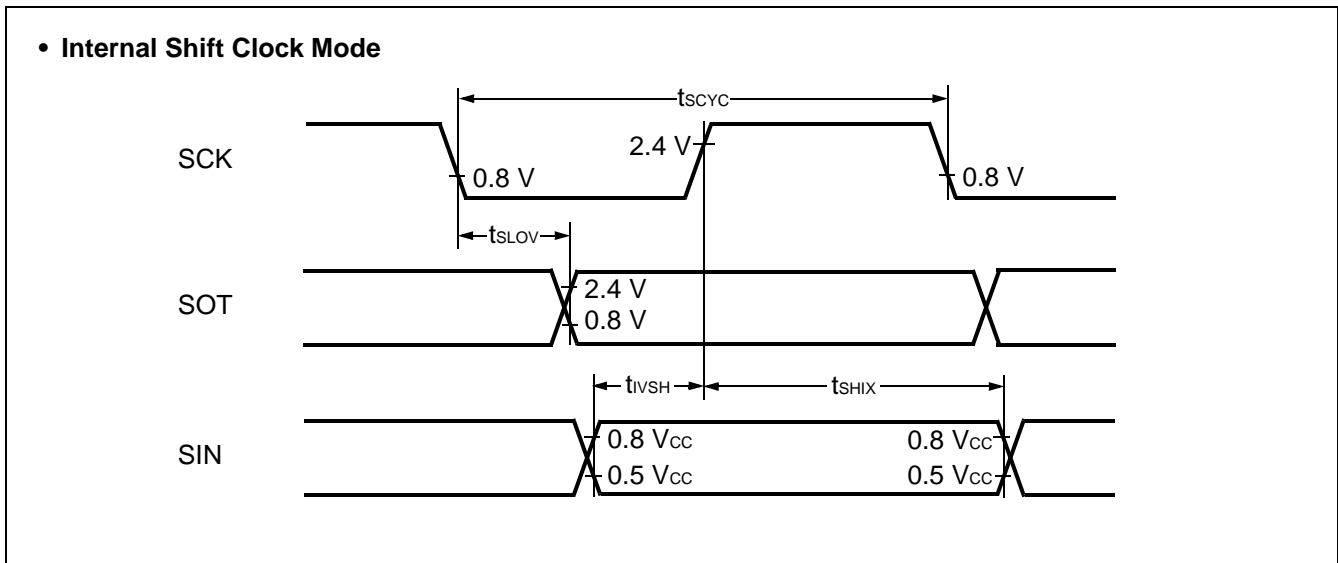 • Internal Shift Clock Mode
tSCYC
SCK
2.4 V
0.8 V
0.8 V
tSLOV
SOT
2.4 V
0.8 V
tIVSH
tSHIX
SIN
0.8 VCC
0.8 VCC
0.5 VCC
0.5 VCC